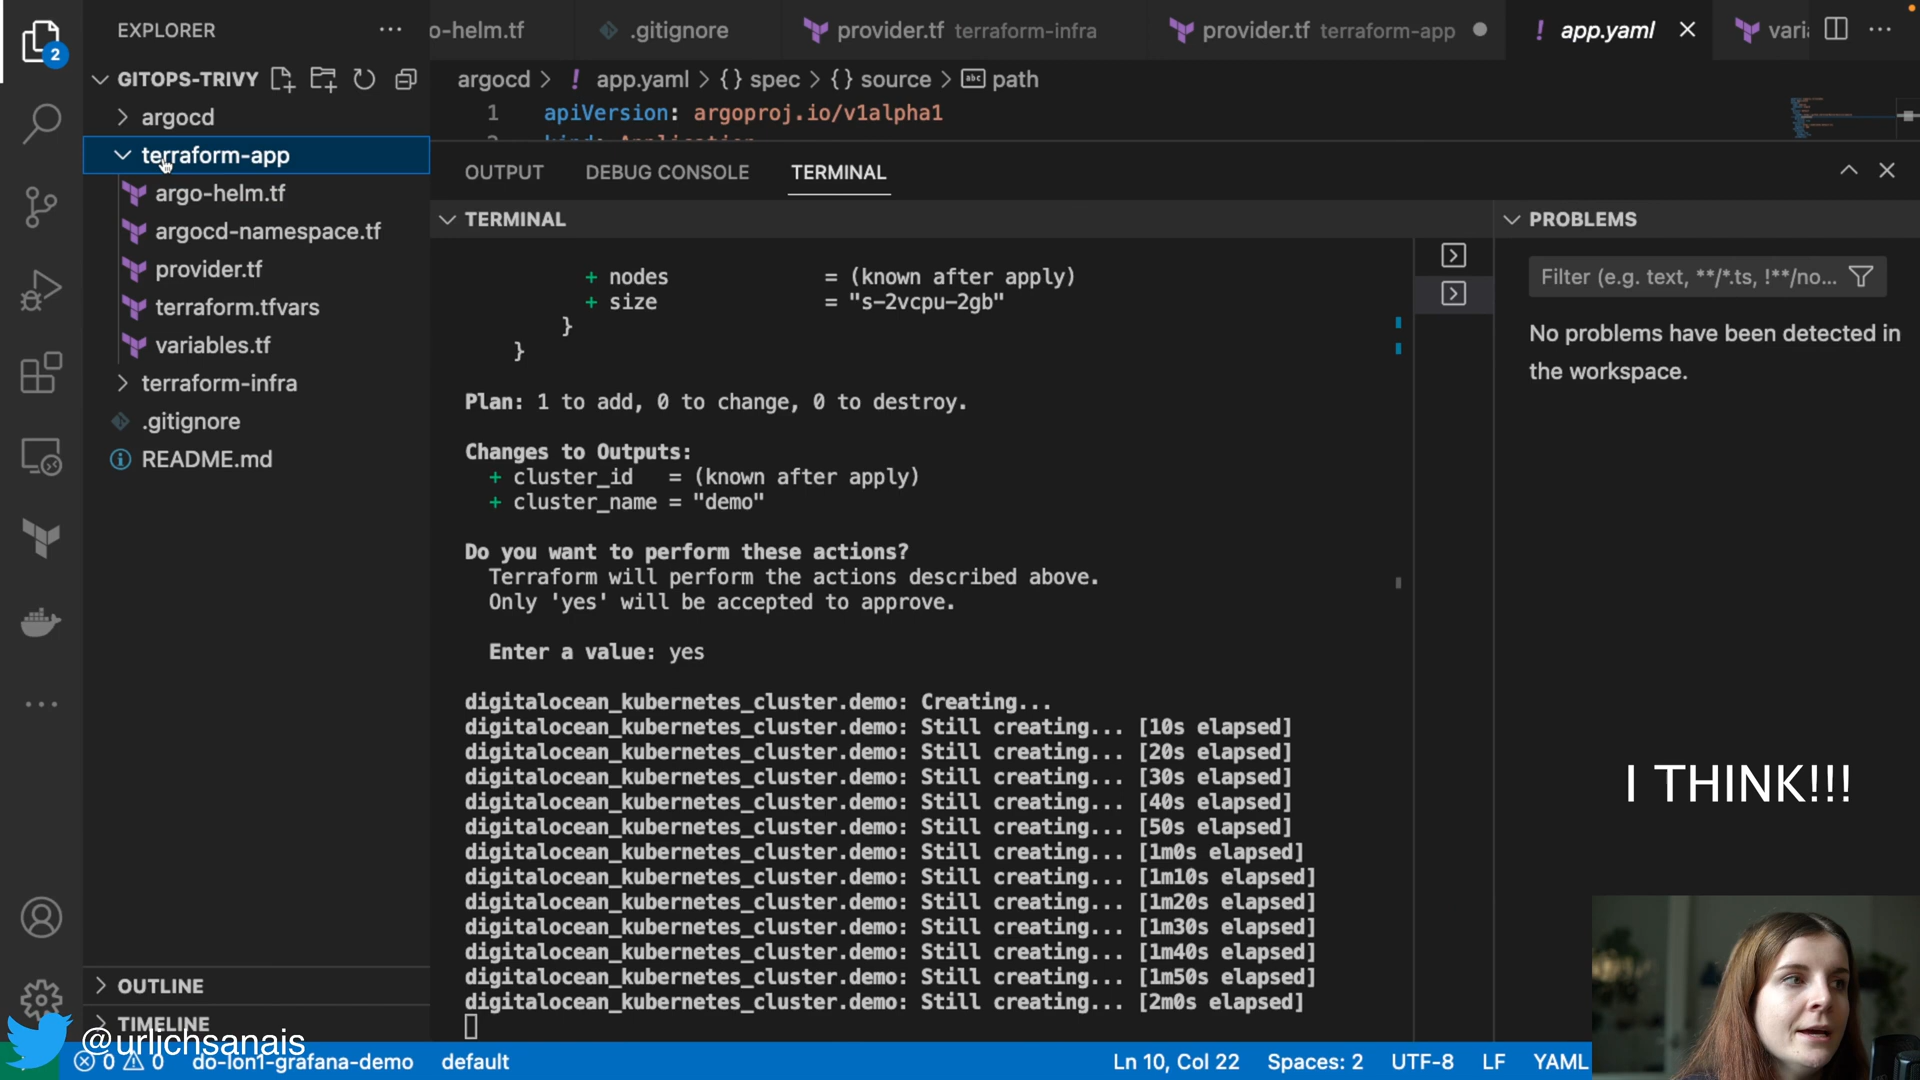 EXPLORER
o-helm.tf
.gitignore
provider.tf terraform-infra
provider.tf terraform-app
! app.yaml
vari
2
GITOPS-TRIVY
argocd > ! app.yaml > {} spec > {} source > abc path
argocd
1 apiVersion: argoproj.io/v1alpha1
2 kind: Application
terraform-app
argo-helm.tf
argocd-namespace.tf
provider.tf
terraform.tfvars
variables.tf
terraform-infra
.gitignore
README.md
OUTLINE
TIMELINE
OUTPUT DEBUG CONSOLE TERMINAL
TERMINAL
+ nodes = (known after apply)
+ size = "s-2vcpu-2gb"
}
}
Plan: 1 to add, 0 to change, 0 to destroy.
Changes to Outputs:
+ cluster_id = (known after apply)
+ cluster_name = "demo"
Do you want to perform these actions?
Terraform will perform the actions described above.
Only 'yes' will be accepted to approve.
Enter a value: yes
digitalocean_kubernetes_cluster.demo: Creating...
digitalocean_kubernetes_cluster.demo: Still creating... [10s elapsed]
digitalocean_kubernetes_cluster.demo: Still creating... [20s elapsed]
digitalocean_kubernetes_cluster.demo: Still creating... [30s elapsed]
digitalocean_kubernetes_cluster.demo: Still creating... [40s elapsed]
digitalocean_kubernetes_cluster.demo: Still creating... [50s elapsed]
digitalocean_kubernetes_cluster.demo: Still creating... [1m0s elapsed]
digitalocean_kubernetes_cluster.demo: Still creating... [1m10s elapsed]
digitalocean_kubernetes_cluster.demo: Still creating... [1m20s elapsed]
digitalocean_kubernetes_cluster.demo: Still creating... [1m30s elapsed]
digitalocean_kubernetes_cluster.demo: Still creating... [1m40s elapsed]
digitalocean_kubernetes_cluster.demo: Still creating... [1m50s elapsed]
digitalocean_kubernetes_cluster.demo: Still creating... [2m0s elapsed]
PROBLEMS
Filter (e.g. text, **/*.ts, !**/no...
No problems have been detected in
the workspace.
I THINK!!!
@urlichsanais
0 0 do-lon1-grafana-demo default
Ln 10, Col 22 Spaces: 2 UTF-8 LF YAML